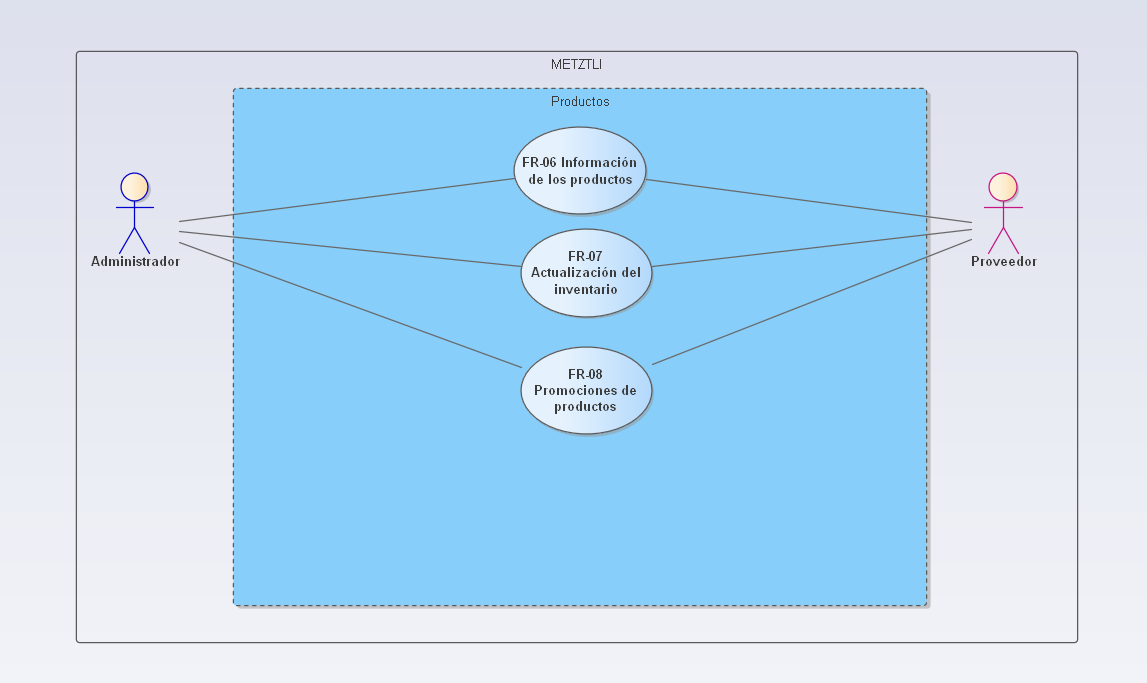 METZTLI
Productos
FR-06 Información
de los productos
Administrador
Proveedor
FR-07
Actualización del
inventario
FR-08
Promociones de
productos